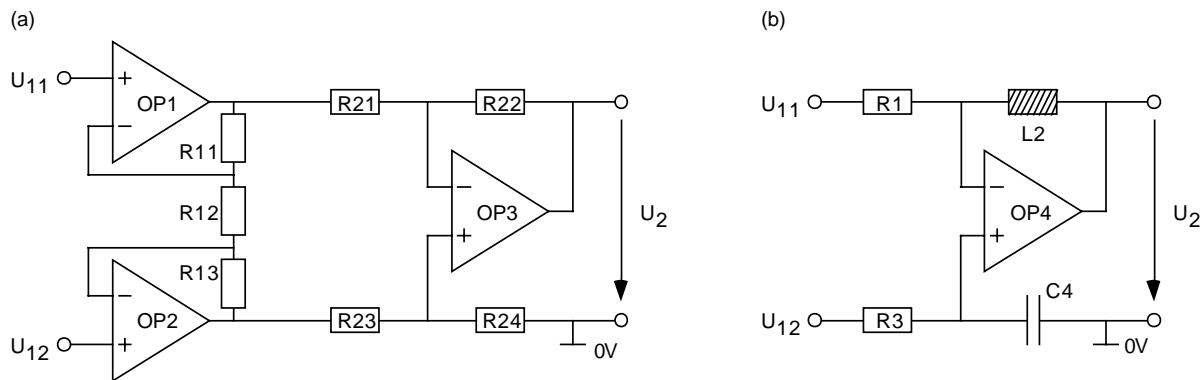 (a)
U11
+
OP1
−
R11
R12
R13
−
OP2
+
U12
R21
R22
−
OP3
+
R23
R24
0V
U2
(b)
U11
R1
L2
−
OP4
+
C4
U12
R3
0V
U2